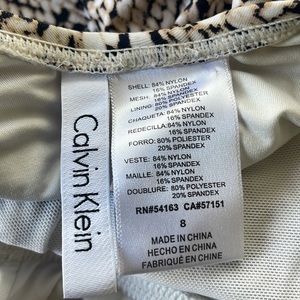 Calvin Klein
SHELL: 84% NYLON
16% SPANDEX
MESH: 84% NYLON
16% SPANDEX
LINING: 80% POLYESTER
20% SPANDEX
CHAQUETA: 84% NYLON
16% SPANDEX
REDECILLA: 84% NYLON
16% SPANDEX
FORRO: 80% POLYESTER
20% SPANDEX
VESTE: 84% NYLON
16% SPANDEX
MAILLE: 84% NYLON
16% SPANDEX
DOUBLURE: 80% POLYESTER
20% SPANDEX
RN#54163 CA#57151
8
MADE IN CHINA
HECHO EN CHINA
FABRIQUÉ EN CHINE